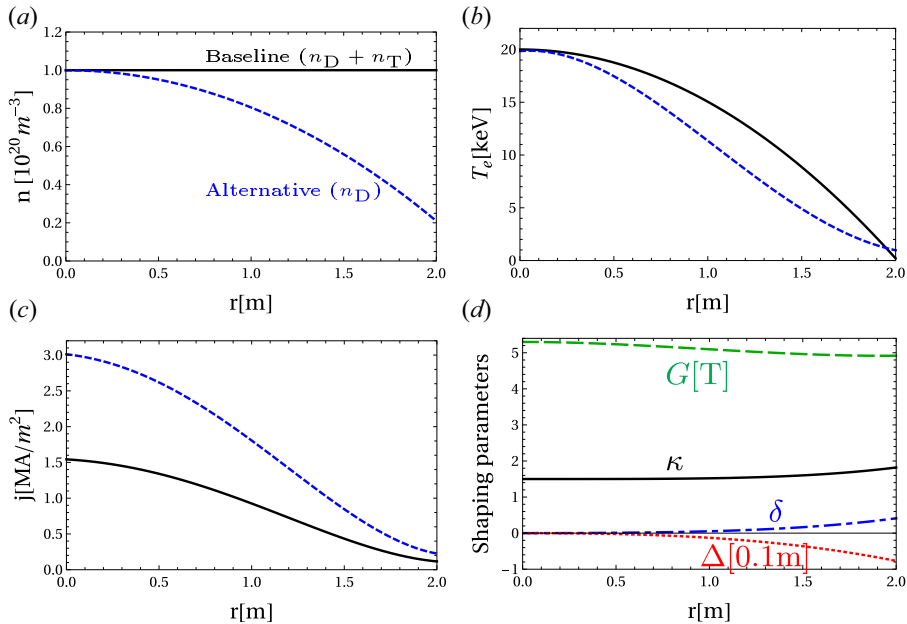 (a)
Baseline (n_D + n_T)
Alternative (n_D)
n [10^20 m^−3]
1.2
1.0
0.8
0.6
0.4
0.2
0.0
0.0 0.5 1.0 1.5 2.0
r[m]
(b)
T_e[keV]
20
15
10
5
0
0.0 0.5 1.0 1.5 2.0
r[m]
(c)
j[MA/m^2]
3.0
2.5
2.0
1.5
1.0
0.5
0.0
0.0 0.5 1.0 1.5 2.0
r[m]
(d)
Shaping parameters
5
4
3
2
1
0
−1
G[T]
κ
δ
Δ[0.1m]
0.0 0.5 1.0 1.5 2.0
r[m]